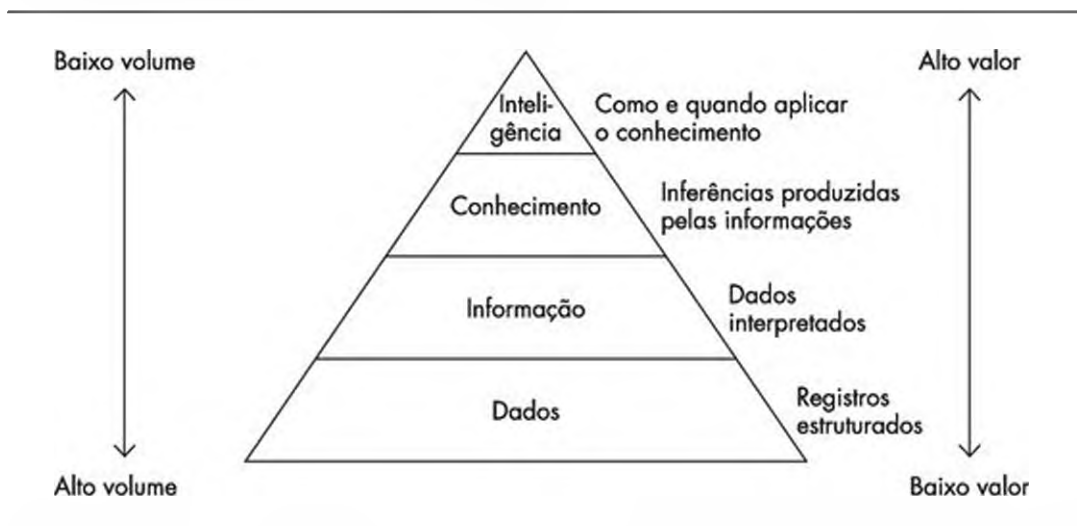 Baixo volume
Alto valor
Inteli-
gência
Como e quando aplicar
o conhecimento
Conhecimento
Inferências produzidas
pelas informações
Informação
Dados
interpretados
Dados
Registros
estruturados
Alto volume
Baixo valor